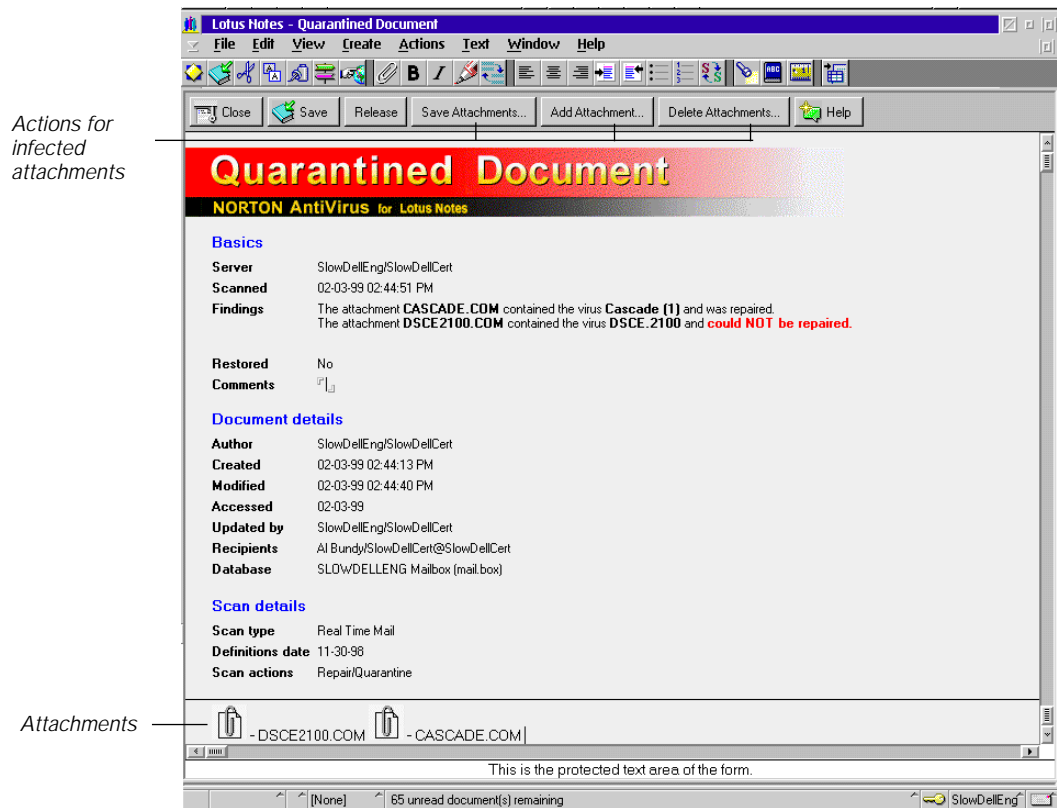 Lotus Notes - Quarantined Document
File Edit View Create Actions Text Window Help
Close Save Release Save Attachments... Add Attachment... Delete Attachments... Help
Actions for
infected
attachments
Quarantined Document
NORTON AntiVirus for Lotus Notes
Basics
Server SlowDellEng/SlowDellCert
Scanned 02-03-99 02:44:51 PM
Findings The attachment CASCADE.COM contained the virus Cascade (1) and was repaired.
The attachment DSCE2100.COM contained the virus DSCE.2100 and could NOT be repaired.
Restored No
Comments
Document details
Author SlowDellEng/SlowDellCert
Created 02-03-99 02:44:13 PM
Modified 02-03-99 02:44:40 PM
Accessed 02-03-99
Updated by SlowDellEng/SlowDellCert
Recipients Al Bundy/SlowDellCert@SlowDellCert
Database SLOWDELLENG Mailbox (mail.box)
Scan details
Scan type Real Time Mail
Definitions date 11-30-98
Scan actions Repair/Quarantine
Attachments
- DSCE2100.COM - CASCADE.COM
This is the protected text area of the form.
[None] 65 unread document(s) remaining SlowDellEng